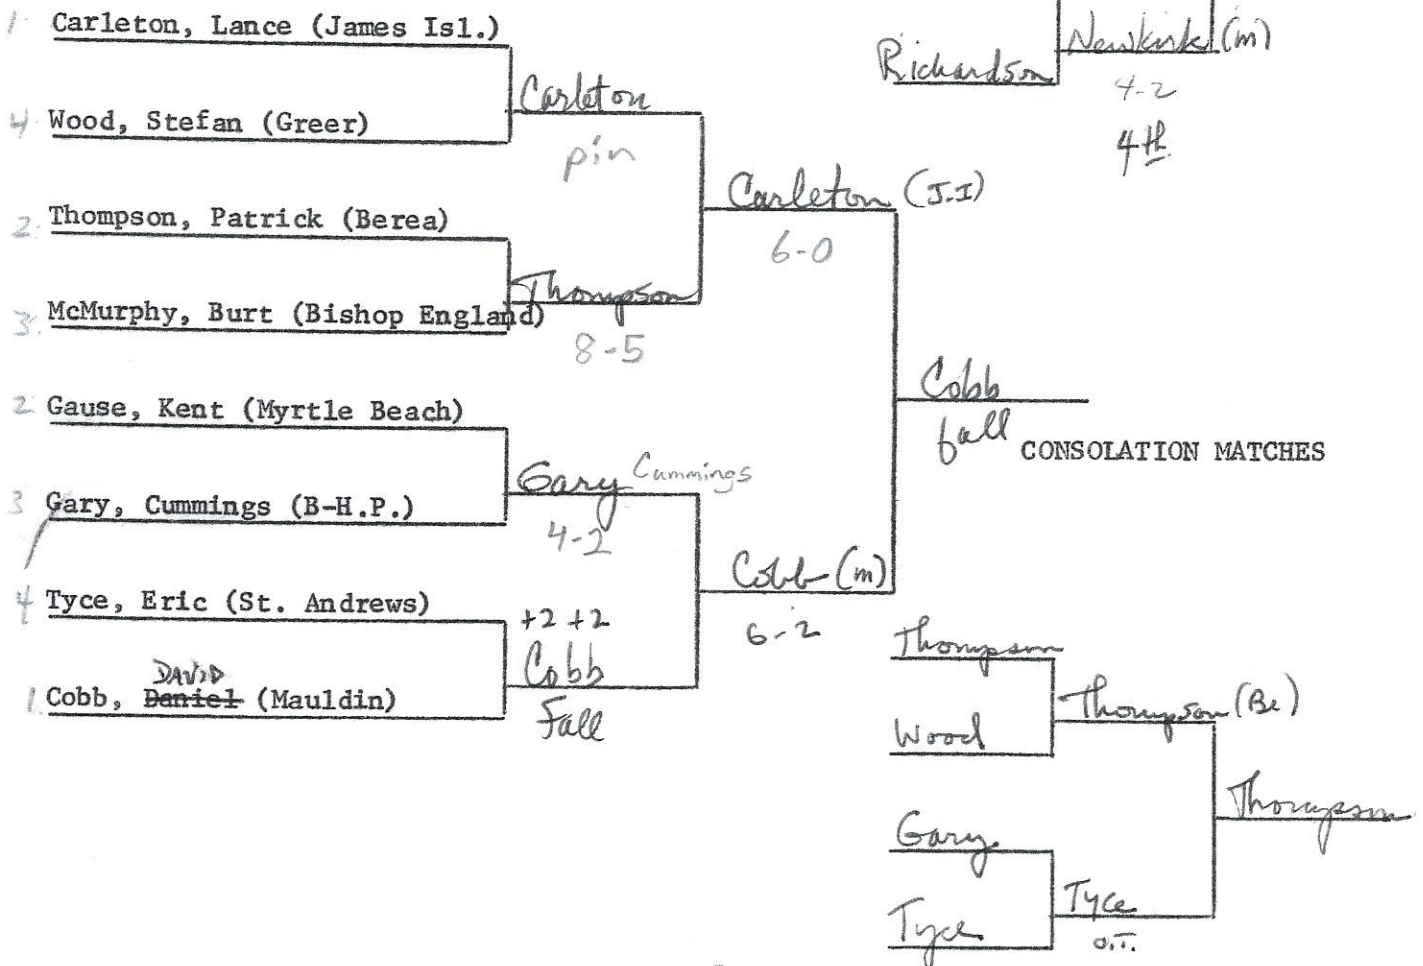 1 Carleton, Lance (James Isl.)
Richardson
Newkirk (m)
4-2
4th
Carleton
pin
4 Wood, Stefan (Greer)
Carleton (J.I)
6-0
2 Thompson, Patrick (Berea)
Thompson
8-5
3 McMurphy, Burt (Bishop England)
Cobb
fall
CONSOLATION MATCHES
2 Gause, Kent (Myrtle Beach)
Gary Cummings
4-2
3 Gary, Cummings (B-H.P.)
Cobb (m)
6-2
4 Tyce, Eric (St. Andrews)
+2 +2
Cobb
Fall
DAVID
1 Cobb, Daniel (Mauldin)
Thompson
Thompson (Be)
Wood
Thompson
Gary
Tyce
O.T.
Tyce